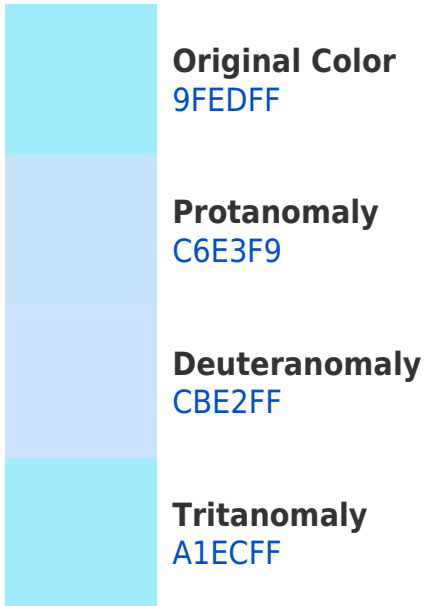 Original Color
9FEDFF
Protanomaly
C6E3F9
Deuteranomaly
CBE2FF
Tritanomaly
A1ECFF